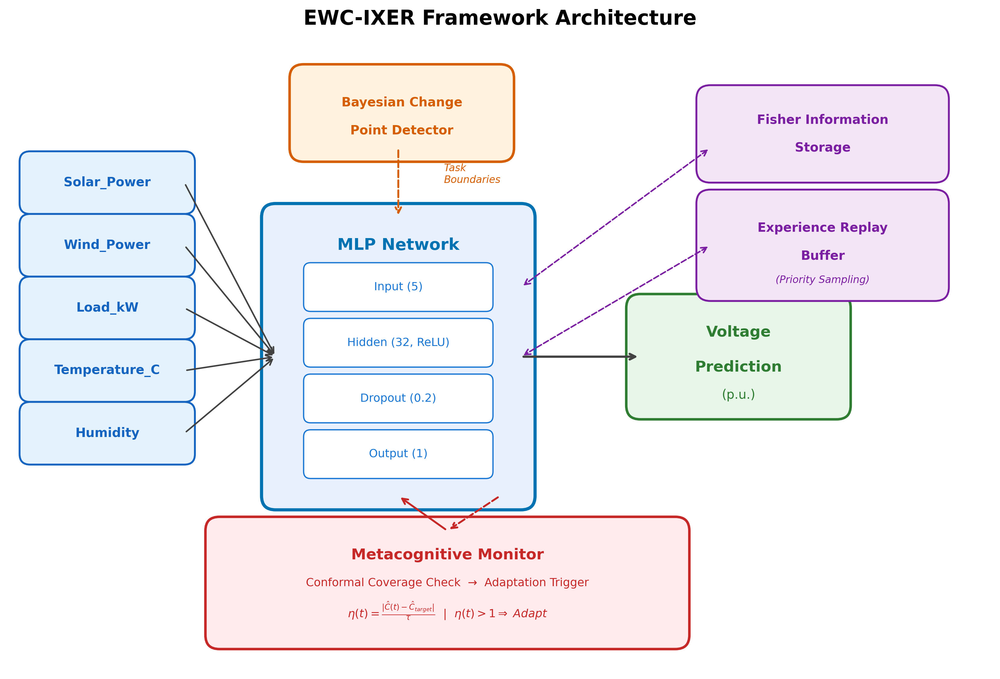 EWC-IXER Framework Architecture
Bayesian Change
Point Detector
Task
Boundaries
Solar_Power
Wind_Power
Load_kW
Temperature_C
Humidity
MLP Network
Input (5)
Hidden (32, ReLU)
Dropout (0.2)
Output (1)
Fisher Information
Storage
Experience Replay
Buffer
(Priority Sampling)
Voltage
Prediction
(p.u.)
Metacognitive Monitor
Conformal Coverage Check → Adaptation Trigger
η(t) = |Ĉ(t) − Ĉ_target| / τ | η(t) > 1 ⇒ Adapt